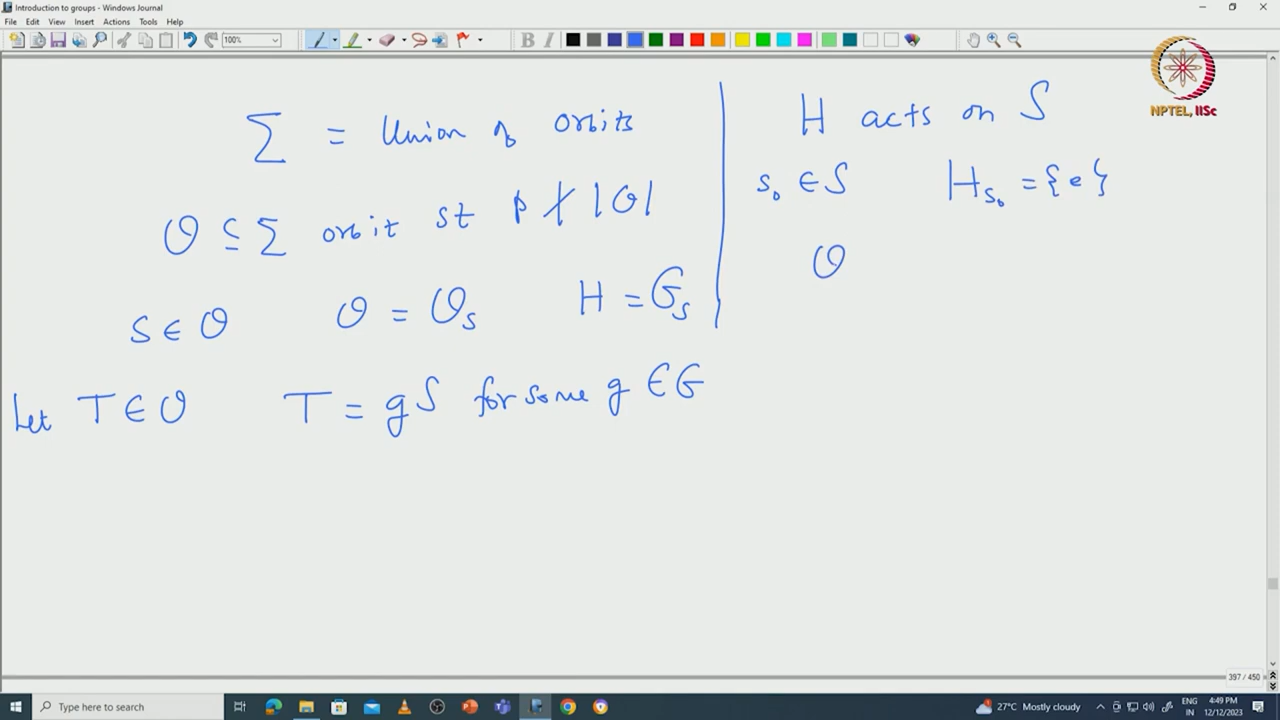 Introduction to groups - Windows Journal
File Edit View Insert Actions Tools Help
100%
B I
NPTEL, IISc
Σ = Union of orbits
O ⊆ Σ orbit st p ∤ |O|
S ∈ O O = O_S H = G_S
Let T ∈ O T = gS for some g ∈ G
H acts on S
s₀ ∈ S H_{s₀} = {e}
O
397 / 450
Type here to search
27°C Mostly cloudy
ENG
IN
4:49 PM
12/12/2023